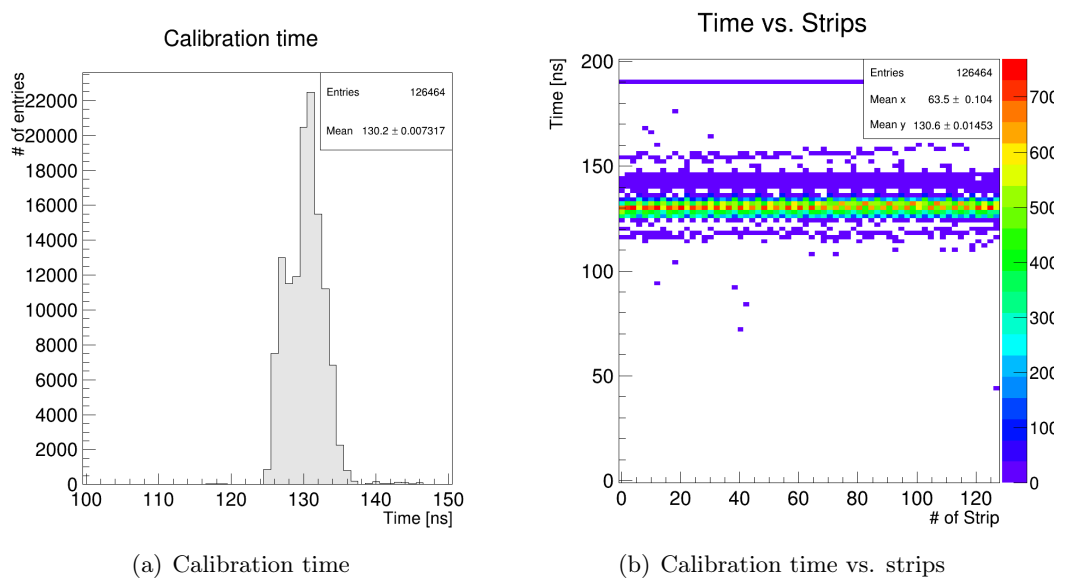 Calibration time
# of entries
Entries 126464
Mean 130.2 ± 0.007317
22000
20000
18000
16000
14000
12000
10000
8000
6000
4000
2000
0
100 110 120 130 140 150
Time [ns]
(a) Calibration time
Time vs. Strips
Time [ns]
Entries 126464
Mean x 63.5 ± 0.104
Mean y 130.6 ± 0.01453
200
150
100
50
0
0 20 40 60 80 100 120
# of Strip
700
600
500
400
300
200
100
0
(b) Calibration time vs. strips